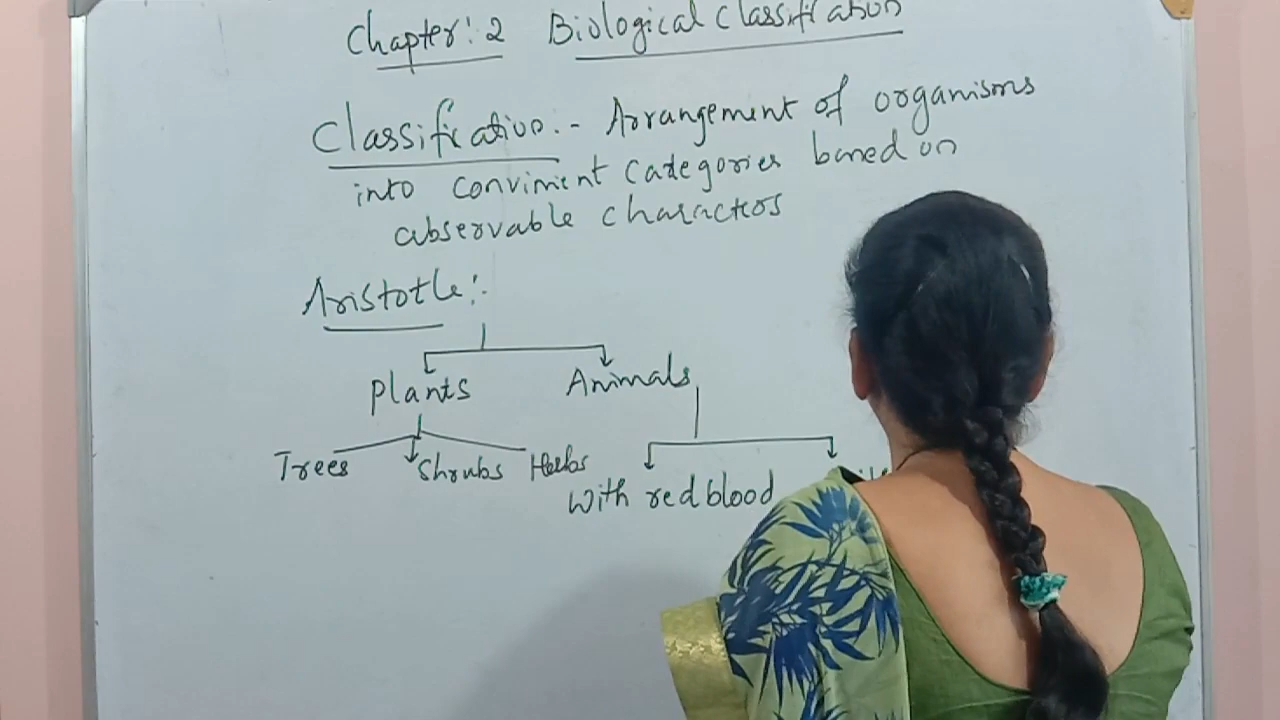 Chapter: 2 Biological Classification
Classification:- Arrangement of organisms
into convinient categories based on
observable characters
Aristotle:-
Plants Animals
Trees Shrubs Herbs
With red blood